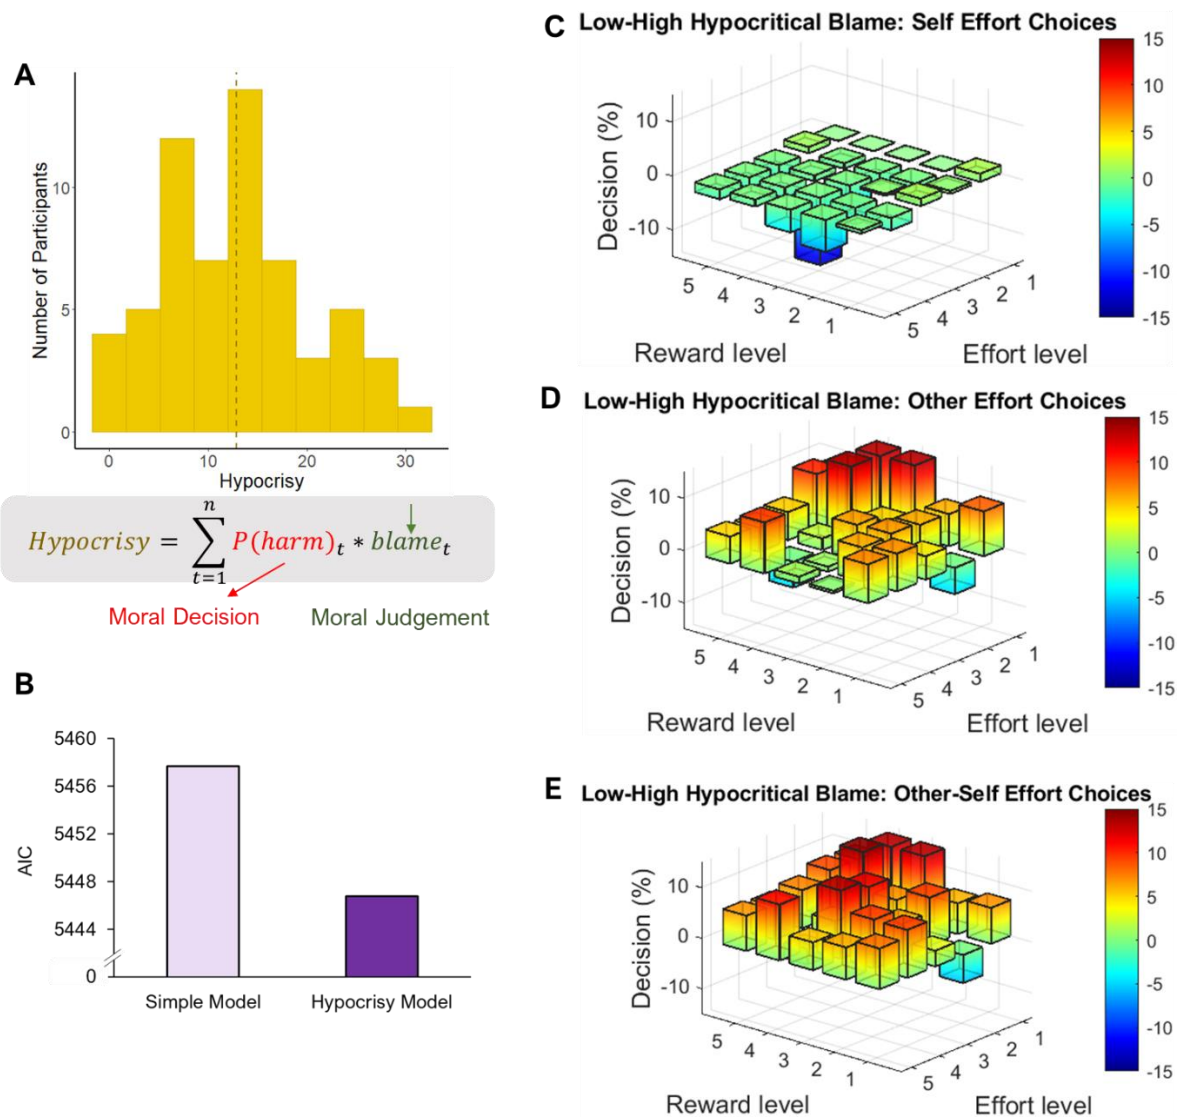 A
Number of Participants
10
5
0
0 10 20 30
Hypocrisy
n
Hypocrisy = ∑ P(harm)t * blamet
t=1
Moral Decision Moral Judgement
B
AIC
5460
5456
5452
5448
5444
0
Simple Model Hypocrisy Model
C Low-High Hypocritical Blame: Self Effort Choices
Decision (%)
10
0
-10
5 4 3 2 1
Reward level
5 4 3 2 1
Effort level
15
10
5
0
-5
-10
-15
D Low-High Hypocritical Blame: Other Effort Choices
Decision (%)
10
0
-10
5 4 3 2 1
Reward level
5 4 3 2 1
Effort level
15
10
5
0
-5
-10
-15
E Low-High Hypocritical Blame: Other-Self Effort Choices
Decision (%)
10
0
-10
5 4 3 2 1
Reward level
5 4 3 2 1
Effort level
15
10
5
0
-5
-10
-15